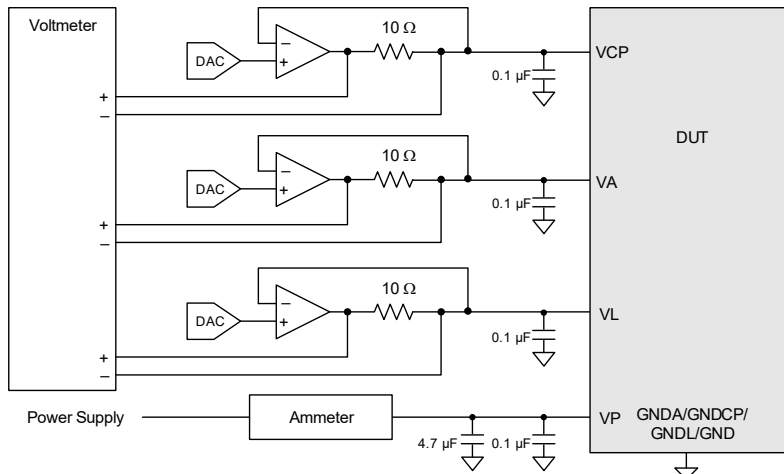 Voltmeter
10 Ω
DAC
−
+
0.1 µF
VCP
+
−
DUT
10 Ω
DAC
−
+
0.1 µF
VA
+
−
10 Ω
DAC
−
+
0.1 µF
VL
+
−
Power Supply
Ammeter
4.7 µF
0.1 µF
VP
GNDA/GNDCP/
GNDL/GND